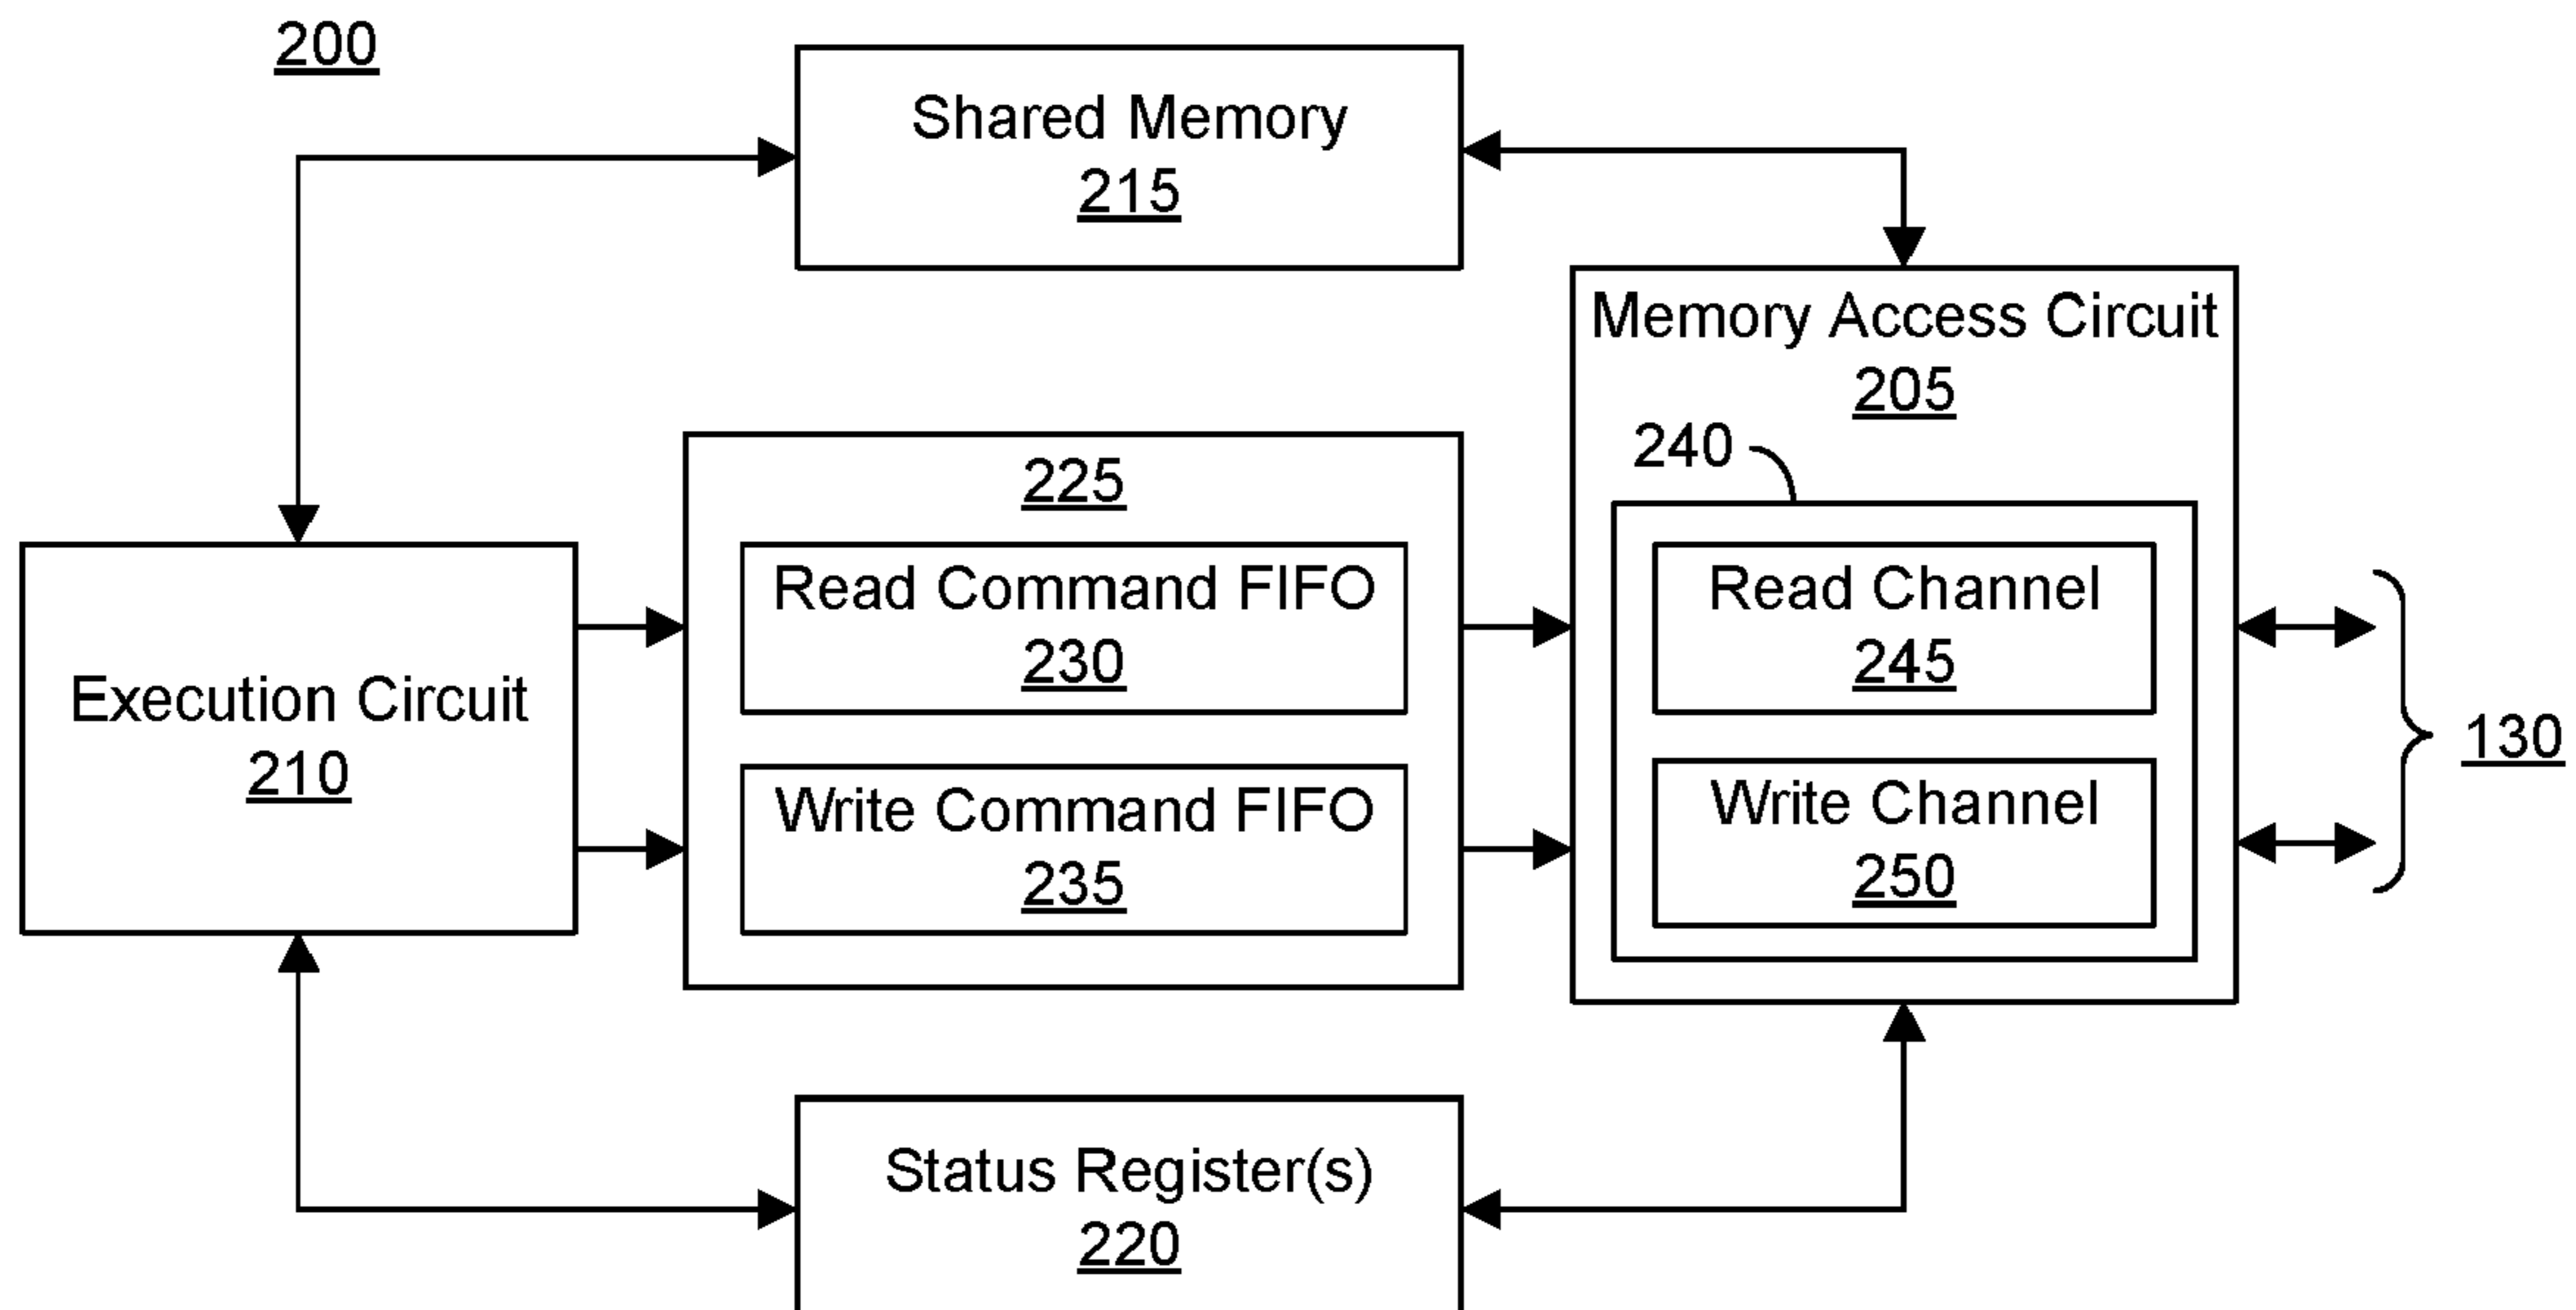 200
Shared Memory
215
Memory Access Circuit
205
240
225
Read Command FIFO
230
Read Channel
245
Execution Circuit
210
130
Write Command FIFO
235
Write Channel
250
Status Register(s)
220